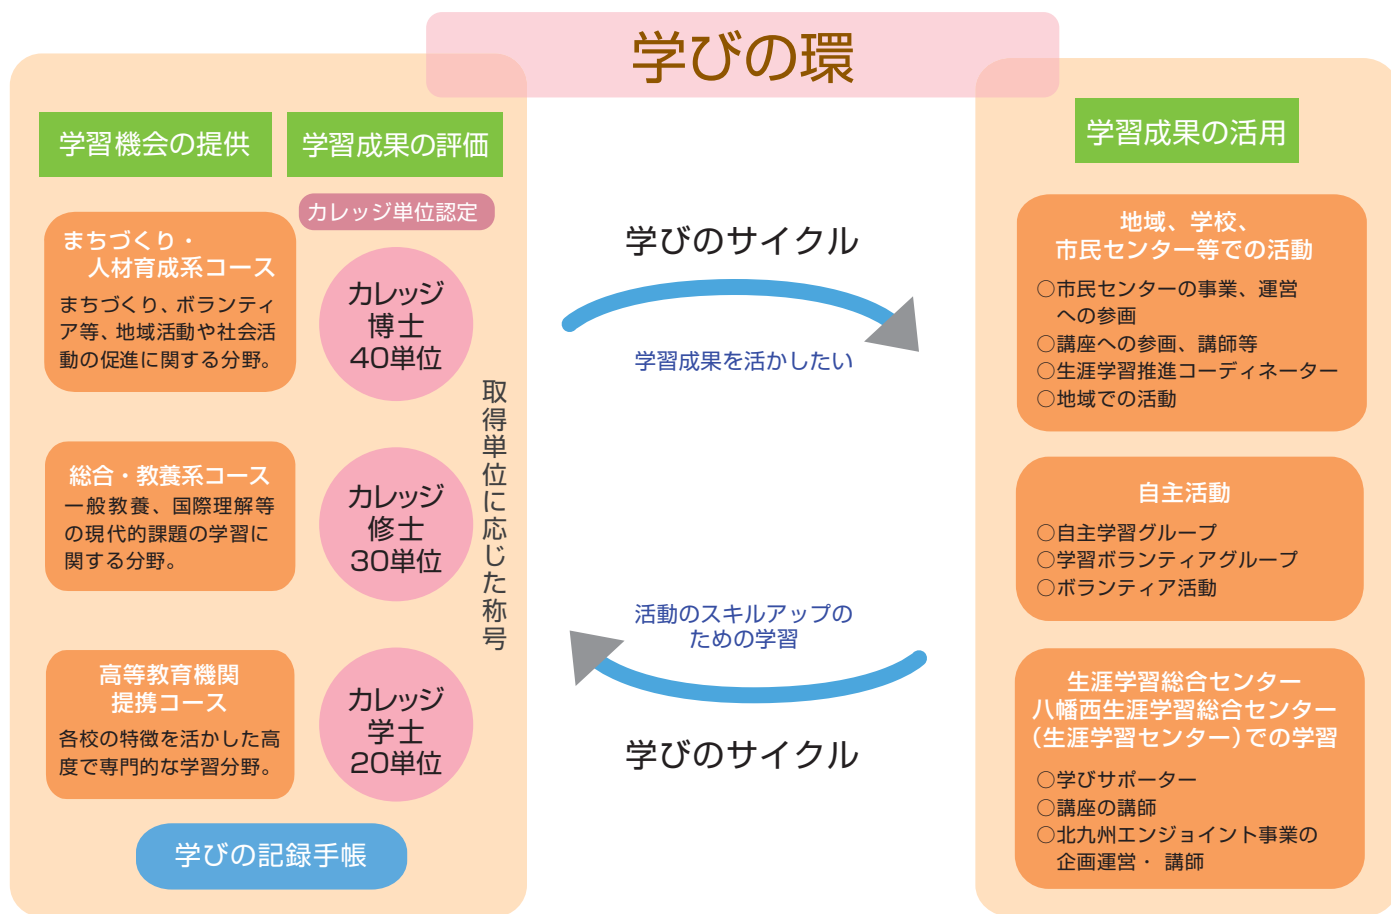 学びの環
学習機会の提供
まちづくり・
人材育成系コース
まちづくり、ボランティ
ア等、地域活動や社会活
動の促進に関する分野。
総合・教養系コース
一般教養、国際理解等
の現代的課題の学習に
関する分野。
高等教育機関
提携コース
各校の特徴を活かした高
度で専門的な学習分野。
学習成果の評価
カレッジ単位認定
カレッジ
博士
40単位
カレッジ
修士
30単位
カレッジ
学士
20単位
取得単位に応じた称号
学びの記録手帳
学びのサイクル
学習成果を活かしたい
活動のスキルアップの
ための学習
学びのサイクル
学習成果の活用
地域、学校、
市民センター等での活動
○市民センターの事業、運営
への参画
○講座への参画、講師等
○生涯学習推進コーディネーター
○地域での活動
自主活動
○自主学習グループ
○学習ボランティアグループ
○ボランティア活動
生涯学習総合センター
八幡西生涯学習総合センター
（生涯学習センター）での学習
○学びサポーター
○講座の講師
○北九州エンジョイント事業の
企画運営・ 講師